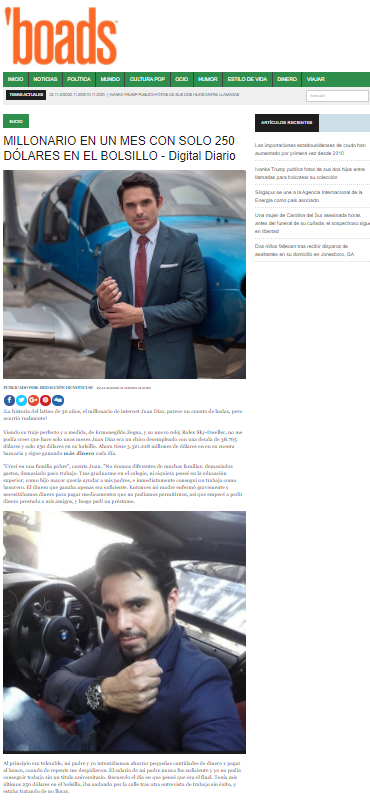 'boads™
INICIO
NOTICIAS
POLÍTICA
MUNDO
CULTURA POP
OCIO
HUMOR
ESTILO DE VIDA
DINERO
VIAJAR
TEMAS ACTUALES
IVANKA TRUMP PUBLICA FOTOS DE SUS DOS HIJOS ENTRE LLAMADAS
INICIO
MILLONARIO EN UN MES CON SOLO 250
DÓLARES EN EL BOLSILLO - Digital Diario
PUBLICADO POR: REDACCIÓN DE NOTICIAS
¡La historia del latino de 30 años, el millonario de internet Juan Díaz, parece un cuento de hadas, pero
ocurrió realmente!
Viendo su traje perfecto y a medida, de Ermenegildo Zegna, y su nuevo reloj Rolex Sky-Dweller, no me
podía creer que hace solo unos meses Juan Díaz era un chico desempleado con una deuda de 38.765
dólares y solo 250 dólares en su bolsillo. Ahora tiene 3.321.208 millones de dólares en en su cuenta
bancaria y sigue ganando más dinero cada día.
"Crecí en una familia pobre", cuenta Juan, "No éramos diferentes de muchas familias, demasiados
gastos, demasiado poco trabajo. Tras graduarme en el colegio, ni siquiera pensé en la educación
superior; como hijo mayor quería ayudar a mis padres, e inmediatamente conseguí un trabajo como
banquero. El dinero que ganaba apenas era suficiente. Entonces mi madre enfermó gravemente y
necesitábamos dinero para pagar medicamentos que no podíamos permitirnos, así que empecé a pedir
dinero prestado a mis amigos, y luego pedí un préstamo.
Al principio era tolerable, mi padre y yo intentábamos ahorrar pequeñas cantidades de dinero y pagar
al banco, cuando de repente me despidieron. El salario de mi padre nunca fue suficiente y yo no podía
conseguir trabajo sin un título universitario. Recuerdo el día en que pensé que era el final. Tenía mis
últimos 250 dólares en el bolsillo, iba andando por la calle tras otra entrevista de trabajo sin éxito, y
estaba tratando de no llorar.
ARTÍCULOS RECIENTES
Las importaciones estadounidenses de crudo han
aumentado por primera vez desde 2010
Ivanka Trump publica fotos de sus dos hijos entre
llamadas para boicotear su colección
Singapur se une a la Agencia Internacional de la
Energía como país asociado
Una mujer de Carolina del Sur asesinada horas
antes del funeral de su cuñada; el sospechoso sigue
en libertad
Dos niños fallecen tras recibir disparos de
asaltantes en su domicilio en Jonesboro, GA